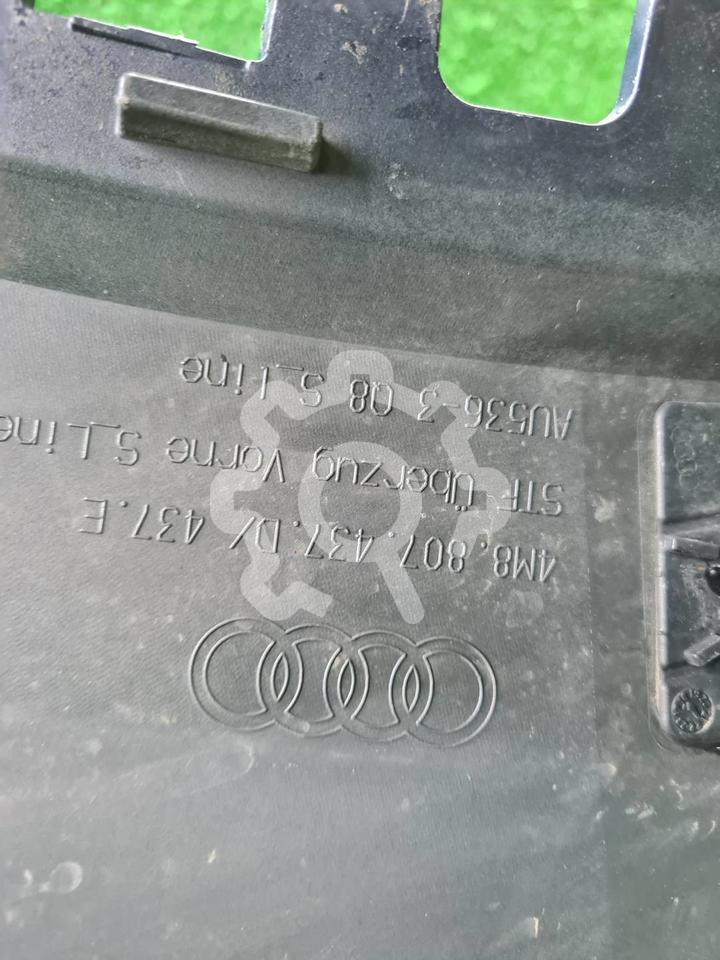 4M8.807.437.D/ 437.E
STF Überzug Vorne S_Line
AU536-3 Q8 S_Line